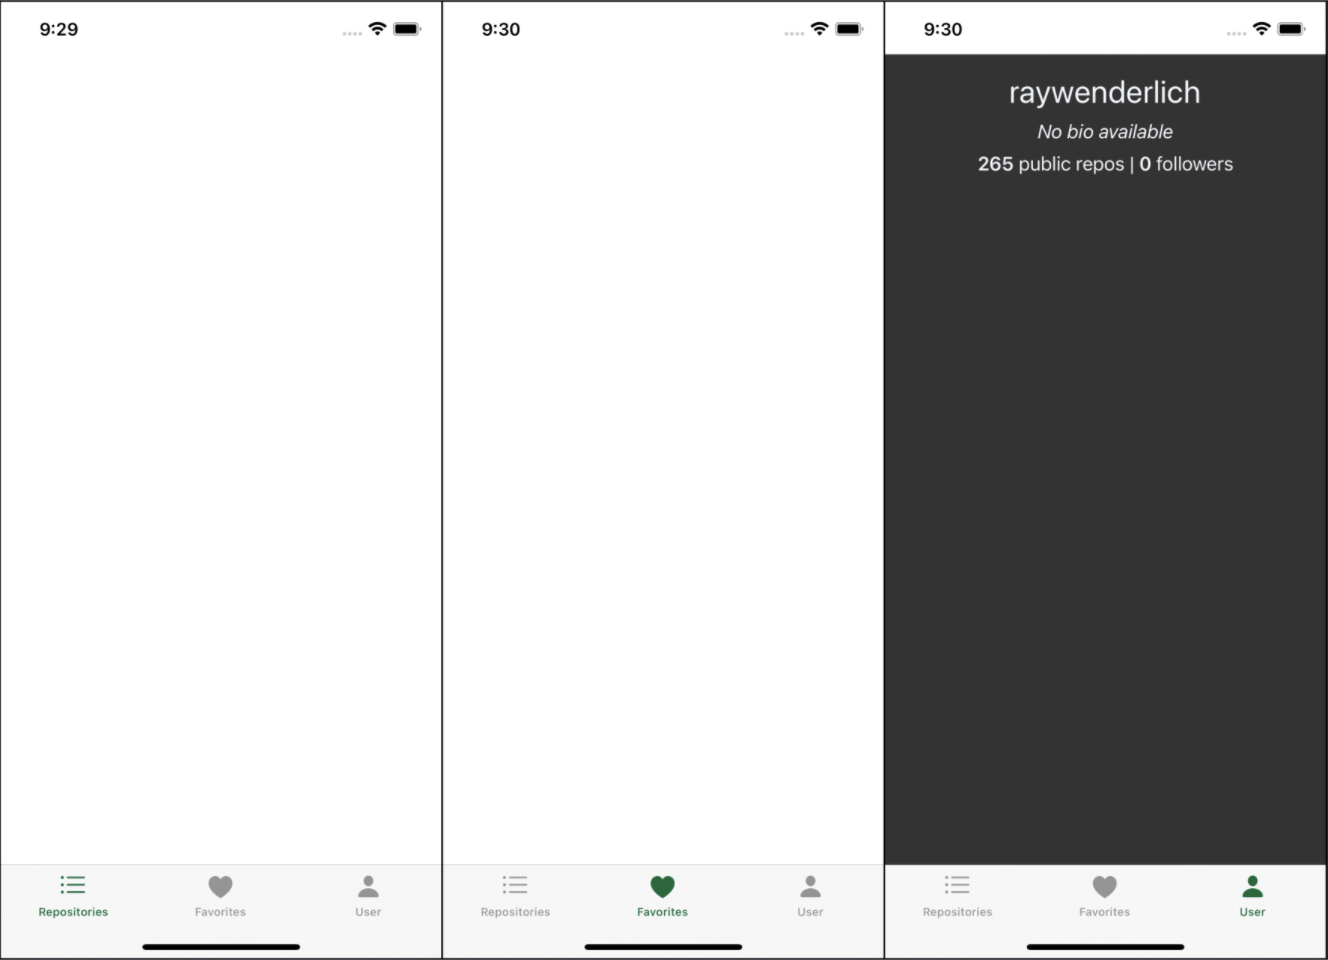 9:29
Repositories
Favorites
User
9:30
Repositories
Favorites
User
9:30
raywenderlich
No bio available
265 public repos | 0 followers
Repositories
Favorites
User